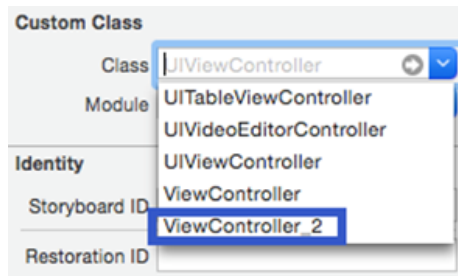 Custom Class
Class UIViewController
UITableViewController
Module
UIVideoEditorController
Identity
UIViewController
ViewController
Storyboard ID
ViewController_2
Restoration ID